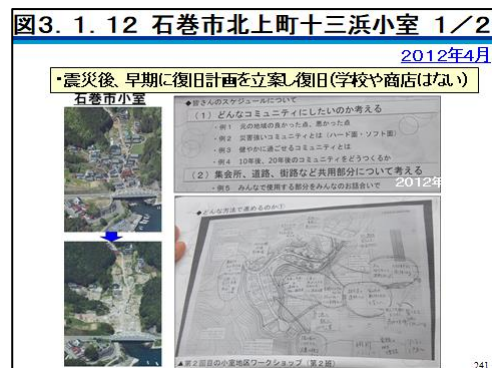 図3．1．12 石巻市北上町十三浜小室 1／2
2012年4月
・震災後、早期に復旧計画を立案し復旧(学校や商店はない)
石巻市小室
◆皆さんのスケジュールについて
（1）どんなコミュニティにしたいのか考える
・例1 元の地域の良かった点、悪かった点
・例2 災害強いコミュニティとは（ハード面・ソフト面）
・例3 健やかに過ごせるコミュニティとは
・例4 10年後、20年後のコミュニティをどうつくるか
（2）集会所、道路、街路など共用部分について考える
・例5 みんなで使用する部分をみんなのお話合いで
2012年
◆どんな方法で進めるのか①
▲第2回目の小室地区ワークショップ（第2班）
241